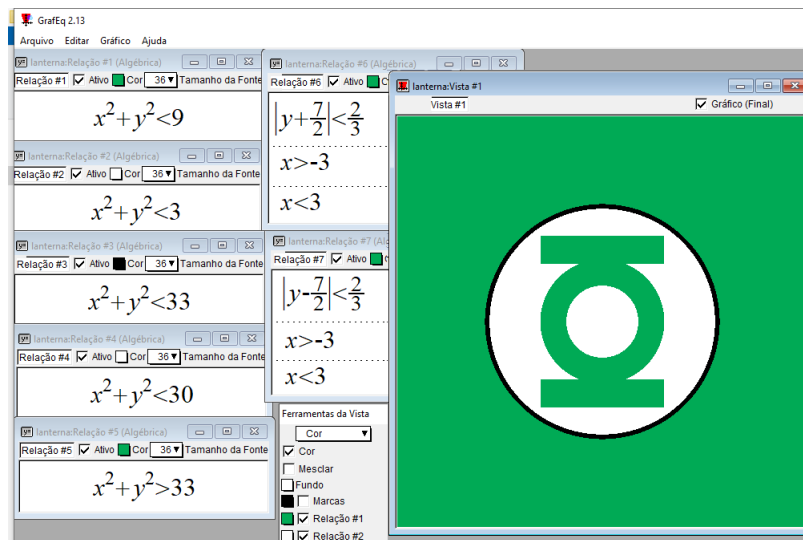 GrafEq 2.13
Arquivo Editar Gráfico Ajuda
lanterna:Relação #1 (Algébrica)
Relação #1 Ativo Cor 36 Tamanho da Fonte
x²+y²<9
lanterna:Relação #2 (Algébrica)
Relação #2 Ativo Cor 36 Tamanho da Fonte
x²+y²<3
lanterna:Relação #3 (Algébrica)
Relação #3 Ativo Cor 36 Tamanho da Fonte
x²+y²<33
lanterna:Relação #4 (Algébrica)
Relação #4 Ativo Cor 36 Tamanho da Fonte
x²+y²<30
lanterna:Relação #5 (Algébrica)
Relação #5 Ativo Cor 36 Tamanho da Fonte
x²+y²>33
lanterna:Relação #6 (Algébrica)
Relação #6 Ativo
|y+7/2|<2/3
x>-3
x<3
lanterna:Relação #7 (Alg
Relação #7 Ativo
|y-7/2|<2/3
x>-3
x<3
Ferramentas da Vista
Cor
Cor
Mesclar
Fundo
Marcas
Relação #1
Relação #2
lanterna:Vista #1
Vista #1 Gráfico (Final)